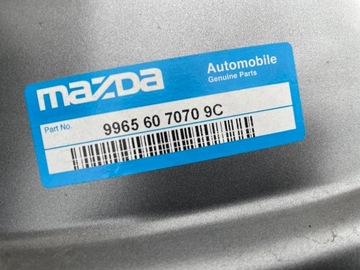 mazda
Automobile
Genuine Parts
Part No.
9965 60 7070 9C